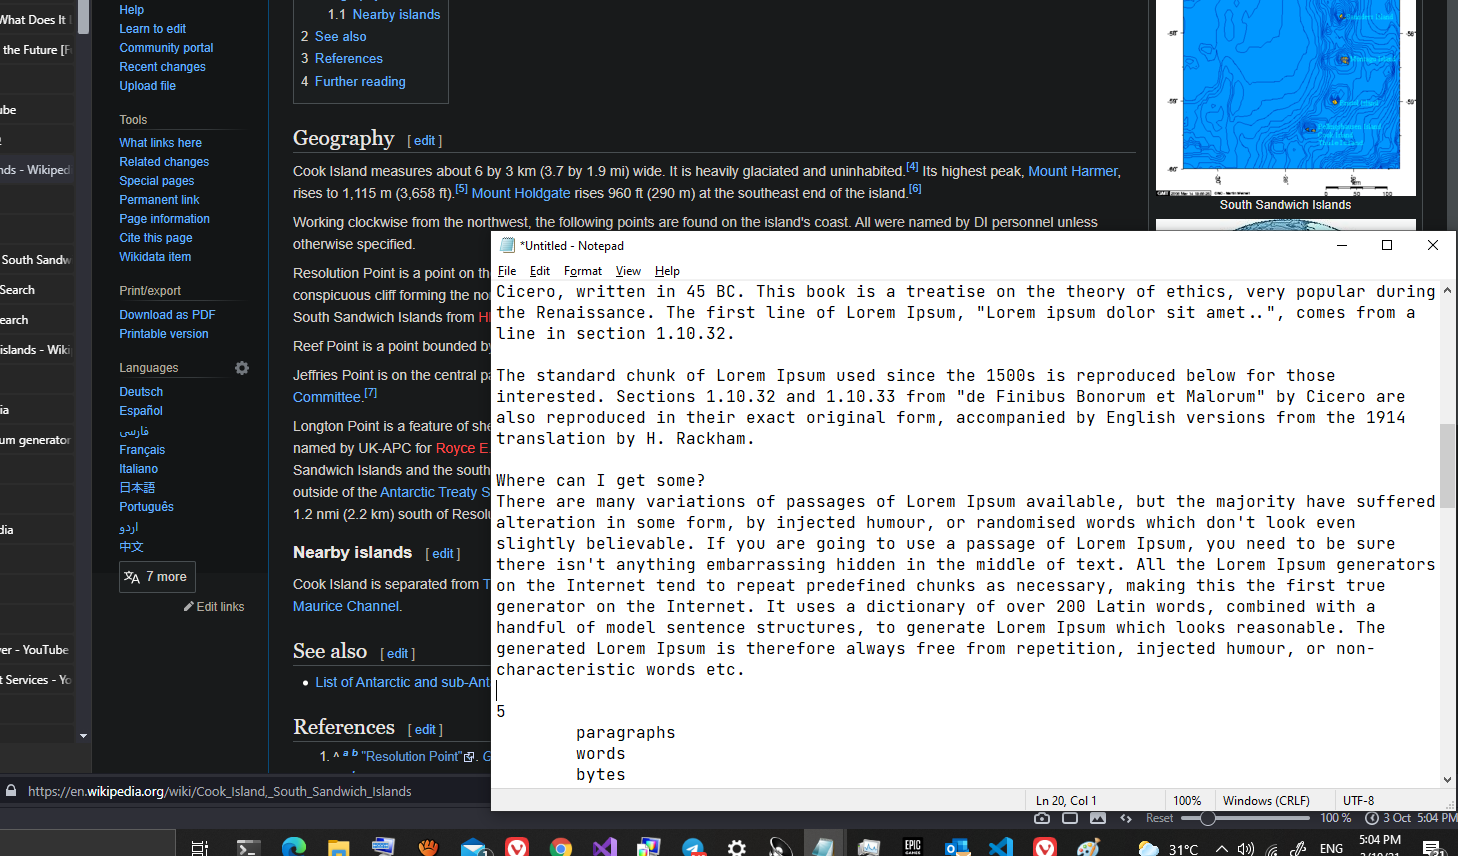 What Does It
the Future [F
ube
nds - Wikiped
South Sandw
Search
earch
islands - Wiki
ia
um generator
dia
ver - YouTube
t Services - Yo
Help
Learn to edit
Community portal
Recent changes
Upload file
Tools
What links here
Related changes
Special pages
Permanent link
Page information
Cite this page
Wikidata item
Print/export
Download as PDF
Printable version
Languages
Deutsch
Español
فارسی
Français
Italiano
日本語
Português
اردو
中文
7 more
Edit links
1.1 Nearby islands
2 See also
3 References
4 Further reading
Geography [ edit ]
Cook Island measures about 6 by 3 km (3.7 by 1.9 mi) wide. It is heavily glaciated and uninhabited.[4] Its highest peak, Mount Harmer,
rises to 1,115 m (3,658 ft).[5] Mount Holdgate rises 960 ft (290 m) at the southeast end of the island.[6]
Working clockwise from the northwest, the following points are found on the island's coast. All were named by DI personnel unless
otherwise specified.
Resolution Point is a point on th
conspicuous cliff forming the no
South Sandwich Islands from H
Reef Point is a point bounded by
Jeffries Point is on the central pa
Committee.[7]
Longton Point is a feature of she
named by UK-APC for Royce E.
Sandwich Islands and the south
outside of the Antarctic Treaty S
1.2 nmi (2.2 km) south of Resolu
Nearby islands [ edit ]
Cook Island is separated from T
Maurice Channel.
See also [ edit ]
• List of Antarctic and sub-Ant
References [ edit ]
1. ^ a b "Resolution Point". G
South Sandwich Islands
*Untitled - Notepad
File Edit Format View Help
Cicero, written in 45 BC. This book is a treatise on the theory of ethics, very popular during
the Renaissance. The first line of Lorem Ipsum, "Lorem ipsum dolor sit amet..", comes from a
line in section 1.10.32.
The standard chunk of Lorem Ipsum used since the 1500s is reproduced below for those
interested. Sections 1.10.32 and 1.10.33 from "de Finibus Bonorum et Malorum" by Cicero are
also reproduced in their exact original form, accompanied by English versions from the 1914
translation by H. Rackham.
Where can I get some?
There are many variations of passages of Lorem Ipsum available, but the majority have suffered
alteration in some form, by injected humour, or randomised words which don't look even
slightly believable. If you are going to use a passage of Lorem Ipsum, you need to be sure
there isn't anything embarrassing hidden in the middle of text. All the Lorem Ipsum generators
on the Internet tend to repeat predefined chunks as necessary, making this the first true
generator on the Internet. It uses a dictionary of over 200 Latin words, combined with a
handful of model sentence structures, to generate Lorem Ipsum which looks reasonable. The
generated Lorem Ipsum is therefore always free from repetition, injected humour, or non-
characteristic words etc.
5
paragraphs
words
bytes
Ln 20, Col 1 100% Windows (CRLF) UTF-8
https://en.wikipedia.org/wiki/Cook_Island,_South_Sandwich_Islands
Reset 100 % 3 Oct 5:04 PM
EPIC GAMES
31°C ENG 5:04 PM